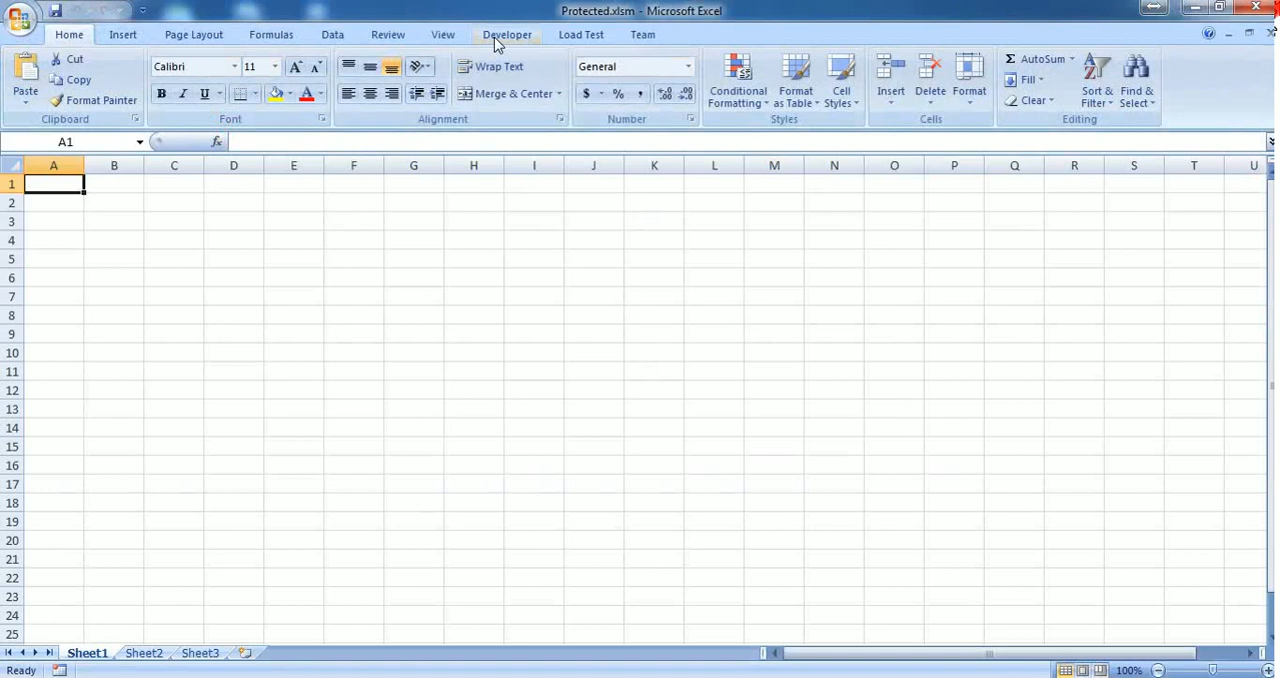 Protected.xlsm - Microsoft Excel
Home Insert Page Layout Formulas Data Review View Developer Load Test Team
Paste Cut Copy Format Painter
Clipboard
Calibri 11
B I U A
Font
Wrap Text
Merge & Center
Alignment
General
$ % ,
Number
Conditional Formatting Format as Table Cell Styles
Styles
Insert Delete Format
Cells
Σ AutoSum
Fill
Clear
Sort & Filter Find & Select
Editing
A1 fx
A B C D E F G H I J K L M N O P Q R S T U
1
2
3
4
5
6
7
8
9
10
11
12
13
14
15
16
17
18
19
20
21
22
23
24
25
Sheet1 Sheet2 Sheet3
Ready 100%